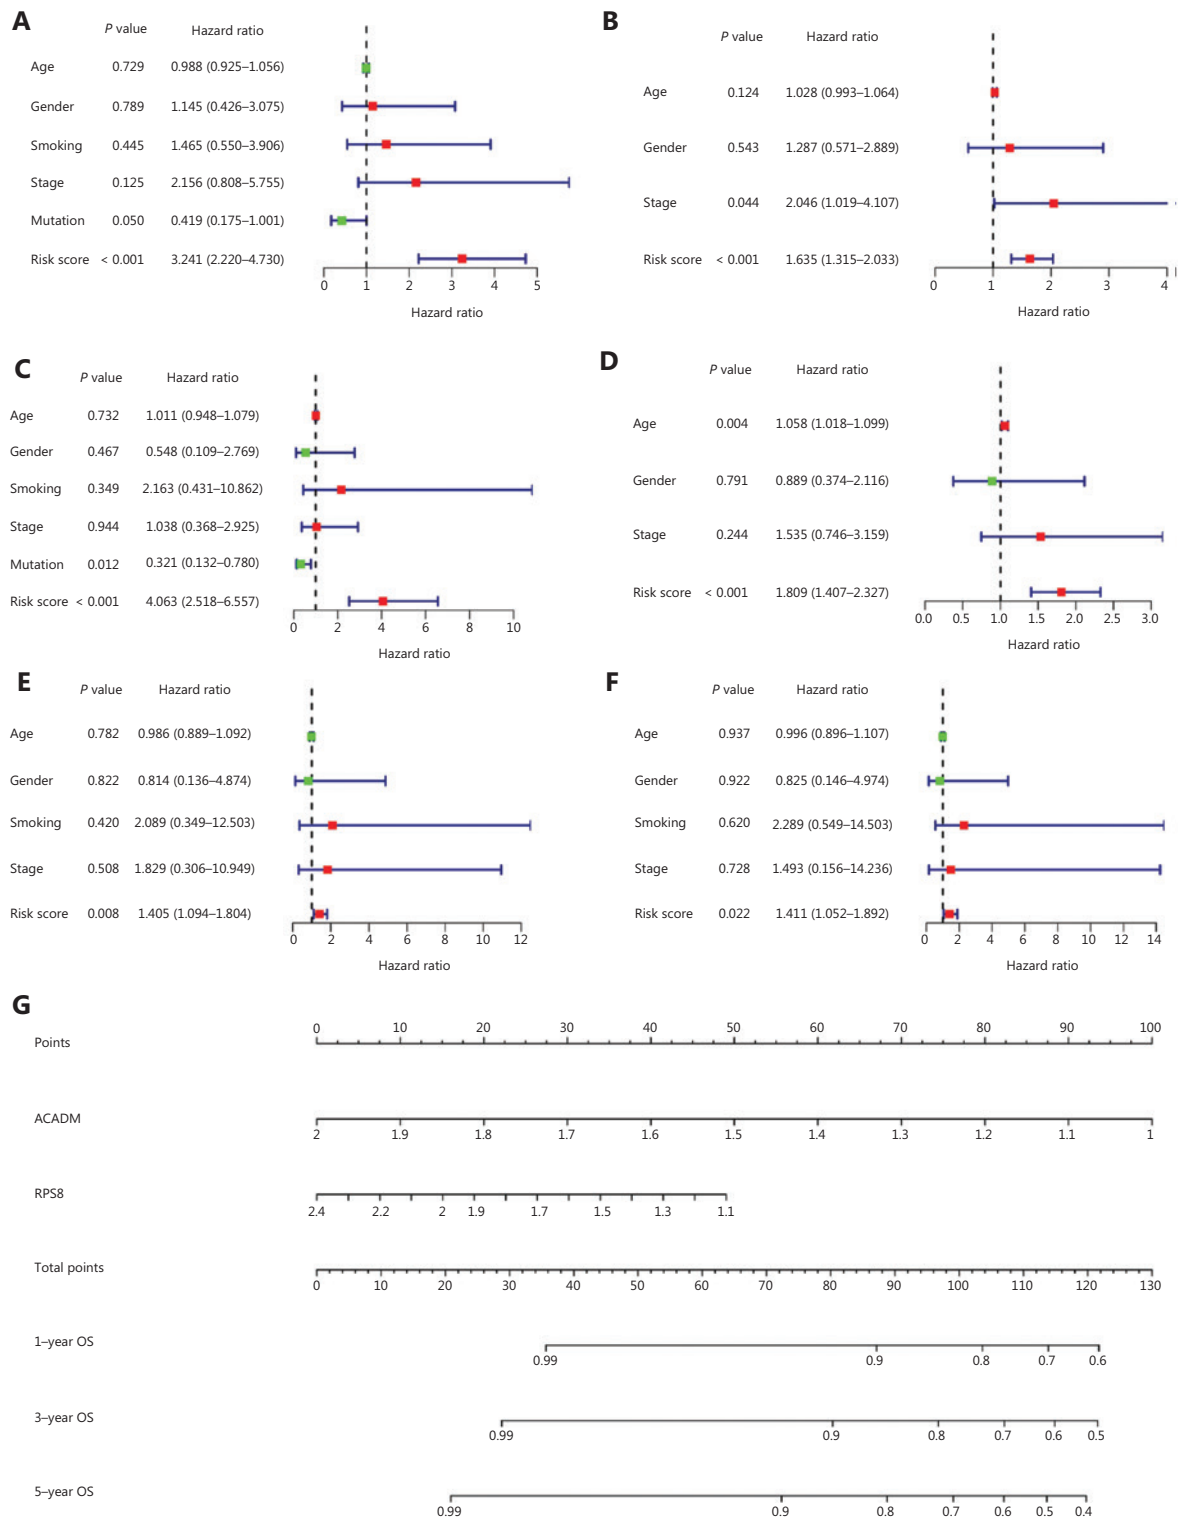 A
P value Hazard ratio
Age 0.729 0.988 (0.925–1.056)
Gender 0.789 1.145 (0.426–3.075)
Smoking 0.445 1.465 (0.550–3.906)
Stage 0.125 2.156 (0.808–5.755)
Mutation 0.050 0.419 (0.175–1.001)
Risk score < 0.001 3.241 (2.220–4.730)
0 1 2 3 4 5
Hazard ratio
B
P value Hazard ratio
Age 0.124 1.028 (0.993–1.064)
Gender 0.543 1.287 (0.571–2.889)
Stage 0.044 2.046 (1.019–4.107)
Risk score < 0.001 1.635 (1.315–2.033)
0 1 2 3 4
Hazard ratio
C
P value Hazard ratio
Age 0.732 1.011 (0.948–1.079)
Gender 0.467 0.548 (0.109–2.769)
Smoking 0.349 2.163 (0.431–10.862)
Stage 0.944 1.038 (0.368–2.925)
Mutation 0.012 0.321 (0.132–0.780)
Risk score < 0.001 4.063 (2.518–6.557)
0 2 4 6 8 10
Hazard ratio
D
P value Hazard ratio
Age 0.004 1.058 (1.018–1.099)
Gender 0.791 0.889 (0.374–2.116)
Stage 0.244 1.535 (0.746–3.159)
Risk score < 0.001 1.809 (1.407–2.327)
0.0 0.5 1.0 1.5 2.0 2.5 3.0
Hazard ratio
E
P value Hazard ratio
Age 0.782 0.986 (0.889–1.092)
Gender 0.822 0.814 (0.136–4.874)
Smoking 0.420 2.089 (0.349–12.503)
Stage 0.508 1.829 (0.306–10.949)
Risk score 0.008 1.405 (1.094–1.804)
0 2 4 6 8 10 12
Hazard ratio
F
P value Hazard ratio
Age 0.937 0.996 (0.896–1.107)
Gender 0.922 0.825 (0.146–4.974)
Smoking 0.620 2.289 (0.549–14.503)
Stage 0.728 1.493 (0.156–14.236)
Risk score 0.022 1.411 (1.052–1.892)
0 2 4 6 8 10 12 14
Hazard ratio
G
Points 0 10 20 30 40 50 60 70 80 90 100
ACADM 2 1.9 1.8 1.7 1.6 1.5 1.4 1.3 1.2 1.1 1
RPS8 2.4 2.2 2 1.9 1.7 1.5 1.3 1.1
Total points 0 10 20 30 40 50 60 70 80 90 100 110 120 130
1–year OS 0.99 0.9 0.8 0.7 0.6
3–year OS 0.99 0.9 0.8 0.7 0.6 0.5
5–year OS 0.99 0.9 0.8 0.7 0.6 0.5 0.4